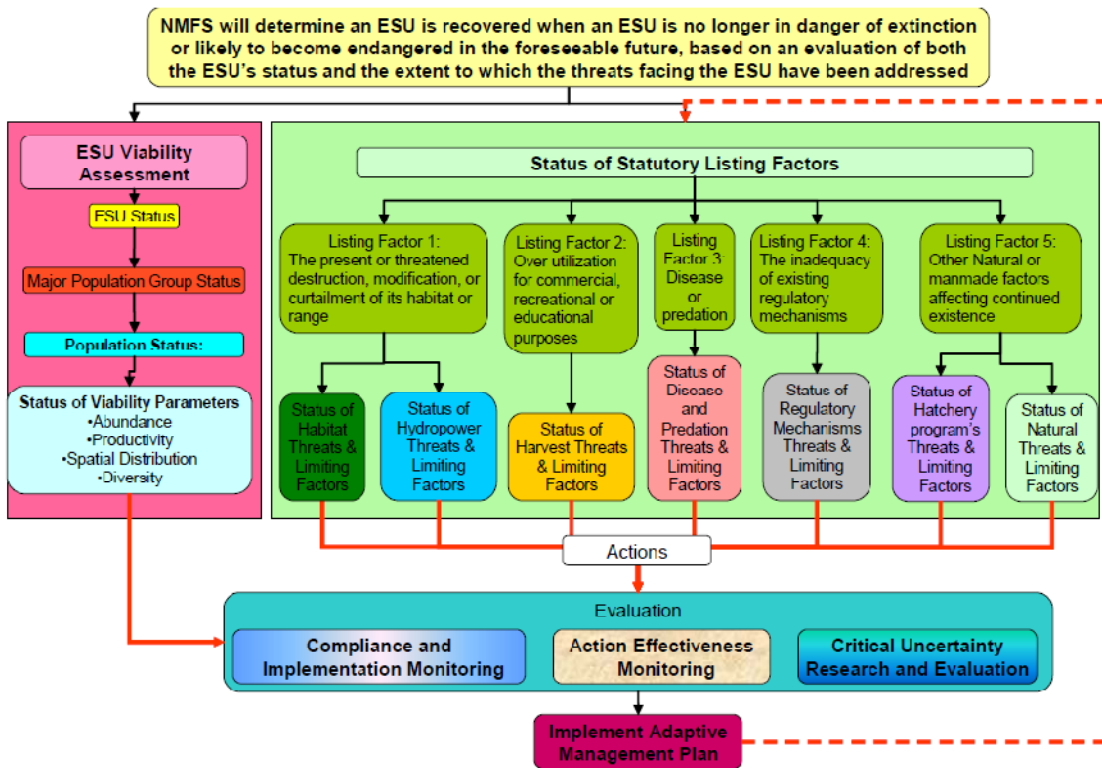 NMFS will determine an ESU is recovered when an ESU is no longer in danger of extinction
or likely to become endangered in the foreseeable future, based on an evaluation of both
the ESU's status and the extent to which the threats facing the ESU have been addressed
ESU Viability
Assessment
ESU Status
Major Population Group Status
Population Status:
Status of Viability Parameters
•Abundance
•Productivity
•Spatial Distribution
•Diversity
Status of Statutory Listing Factors
Listing Factor 1:
The present or threatened
destruction, modification, or
curtailment of its habitat or
range
Listing Factor 2:
Over utilization
for commercial,
recreational or
educational
purposes
Listing
Factor 3:
Disease
or
predation
Listing Factor 4:
The inadequacy
of existing
regulatory
mechanisms
Listing Factor 5:
Other Natural or
manmade factors
affecting continued
existence
Status of
Habitat
Threats &
Limiting
Factors
Status of
Hydropower
Threats &
Limiting
Factors
Status of
Harvest Threats
& Limiting
Factors
Status of
Disease
and
Predation
Threats
& Limiting
Factors
Status of
Regulatory
Mechanisms
Threats &
Limiting
Factors
Status of
Hatchery
program's
Threats &
Limiting
Factors
Status of
Natural
Threats &
Limiting
Factors
Actions
Evaluation
Compliance and
Implementation Monitoring
Action Effectiveness
Monitoring
Critical Uncertainty
Research and Evaluation
Implement Adaptive
Management Plan